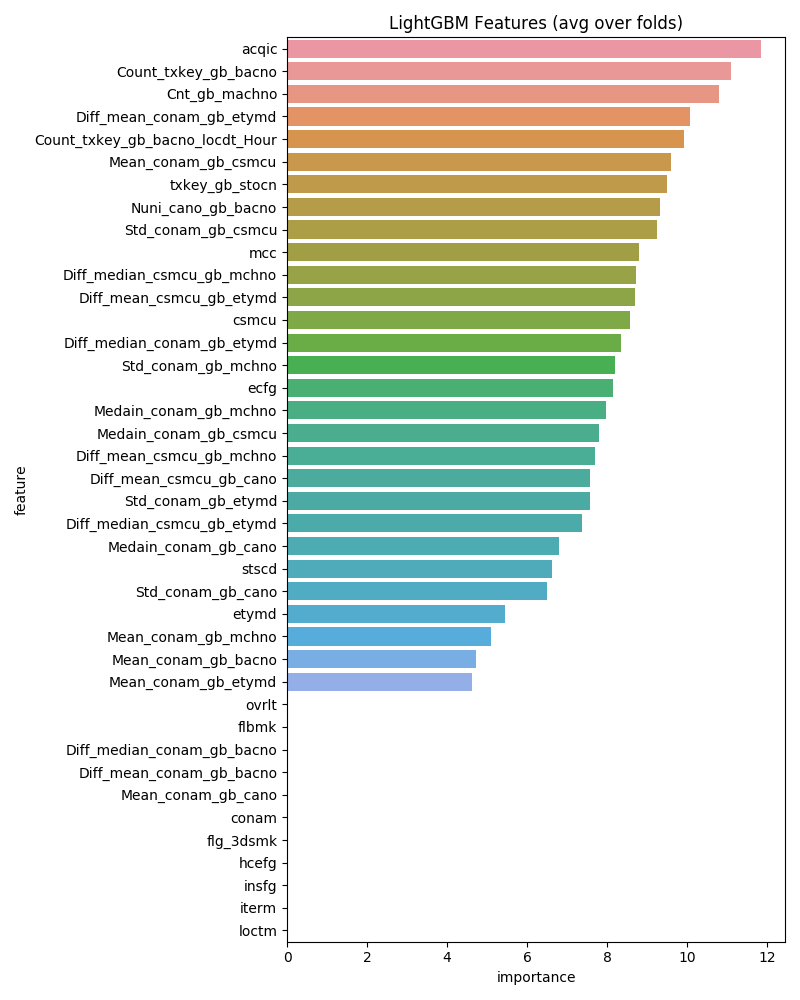 LightGBM Features (avg over folds)
acqic
Count_txkey_gb_bacno
Cnt_gb_machno
Diff_mean_conam_gb_etymd
Count_txkey_gb_bacno_locdt_Hour
Mean_conam_gb_csmcu
txkey_gb_stocn
Nuni_cano_gb_bacno
Std_conam_gb_csmcu
mcc
Diff_median_csmcu_gb_mchno
Diff_mean_csmcu_gb_etymd
csmcu
Diff_median_conam_gb_etymd
Std_conam_gb_mchno
ecfg
Medain_conam_gb_mchno
Medain_conam_gb_csmcu
Diff_mean_csmcu_gb_mchno
Diff_mean_csmcu_gb_cano
Std_conam_gb_etymd
Diff_median_csmcu_gb_etymd
Medain_conam_gb_cano
stscd
Std_conam_gb_cano
etymd
Mean_conam_gb_mchno
Mean_conam_gb_bacno
Mean_conam_gb_etymd
ovrlt
flbmk
Diff_median_conam_gb_bacno
Diff_mean_conam_gb_bacno
Mean_conam_gb_cano
conam
flg_3dsmk
hcefg
insfg
iterm
loctm
feature
0 2 4 6 8 10 12
importance